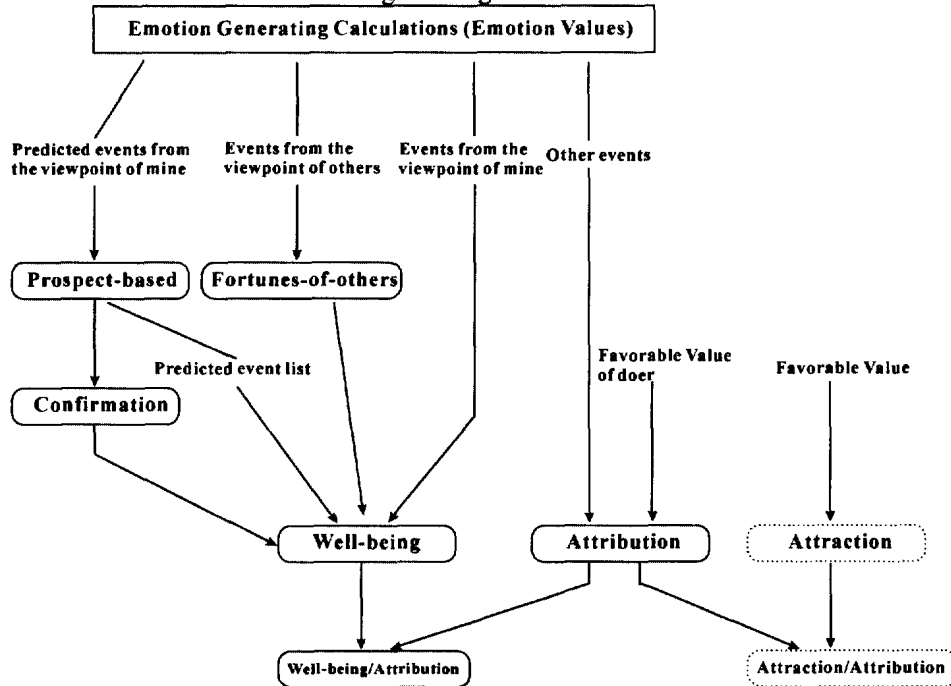 Emotion Generating Calculations (Emotion Values)
Predicted events from
the viewpoint of mine
Events from the
viewpoint of others
Events from the
viewpoint of mine
Other events
Prospect-based
Fortunes-of-others
Predicted event list
Favorable Value
of doer
Favorable Value
Confirmation
Well-being
Attribution
Attraction
Well-being/Attribution
Attraction/Attribution